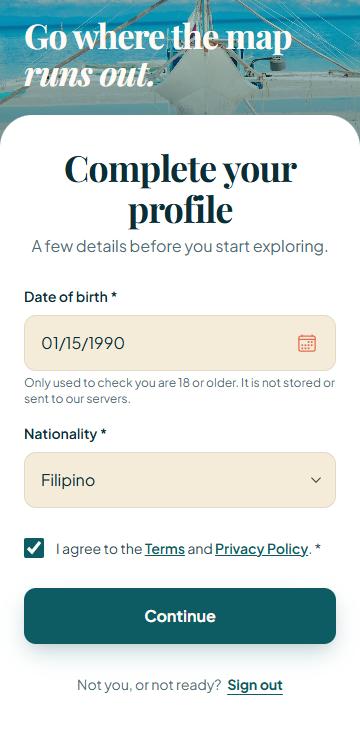 Go where the map
runs out.
Complete your
profile
A few details before you start exploring.
Date of birth *
01/15/1990
Only used to check you are 18 or older. It is not stored or
sent to our servers.
Nationality *
Filipino
I agree to the Terms and Privacy Policy. *
Continue
Not you, or not ready? Sign out